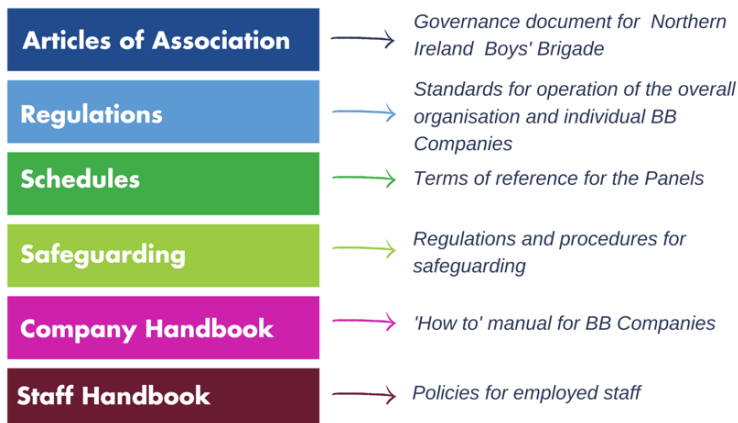 Articles of Association
Governance document for Northern
Ireland Boys' Brigade
Regulations
Standards for operation of the overall
organisation and individual BB
Companies
Schedules
Terms of reference for the Panels
Safeguarding
Regulations and procedures for
safeguarding
Company Handbook
'How to' manual for BB Companies
Staff Handbook
Policies for employed staff